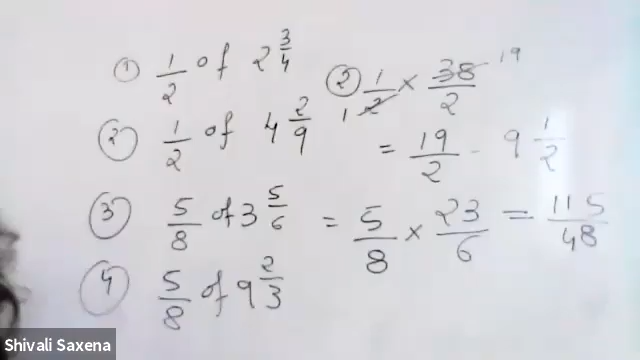 ① 1/2 of 2 3/4
② 1/2 of 4 2/9
③ 5/8 of 3 5/6 = 5/8 × 23/6 = 115/48
④ 5/8 of 9 2/3
② 1/2 × 38/2 19
1
= 19/2 - 9 1/2
Shivali Saxena